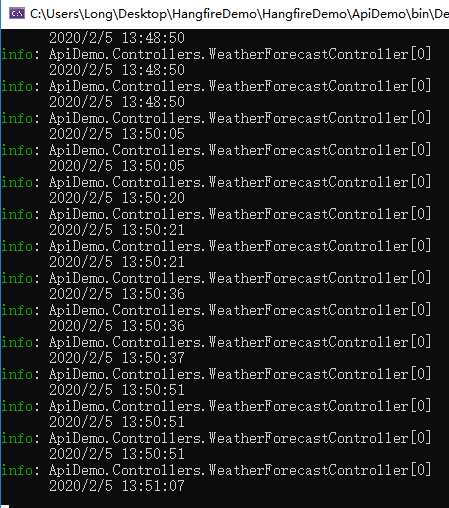 C:\Users\Long\Desktop\HangfireDemo\HangfireDemo\ApiDemo\bin\De
2020/2/5 13:48:50
info: ApiDemo.Controllers.WeatherForecastController[0]
2020/2/5 13:48:50
info: ApiDemo.Controllers.WeatherForecastController[0]
2020/2/5 13:48:50
info: ApiDemo.Controllers.WeatherForecastController[0]
2020/2/5 13:50:05
info: ApiDemo.Controllers.WeatherForecastController[0]
2020/2/5 13:50:05
info: ApiDemo.Controllers.WeatherForecastController[0]
2020/2/5 13:50:20
info: ApiDemo.Controllers.WeatherForecastController[0]
2020/2/5 13:50:21
info: ApiDemo.Controllers.WeatherForecastController[0]
2020/2/5 13:50:21
info: ApiDemo.Controllers.WeatherForecastController[0]
2020/2/5 13:50:36
info: ApiDemo.Controllers.WeatherForecastController[0]
2020/2/5 13:50:36
info: ApiDemo.Controllers.WeatherForecastController[0]
2020/2/5 13:50:37
info: ApiDemo.Controllers.WeatherForecastController[0]
2020/2/5 13:50:51
info: ApiDemo.Controllers.WeatherForecastController[0]
2020/2/5 13:50:51
info: ApiDemo.Controllers.WeatherForecastController[0]
2020/2/5 13:50:51
info: ApiDemo.Controllers.WeatherForecastController[0]
2020/2/5 13:51:07